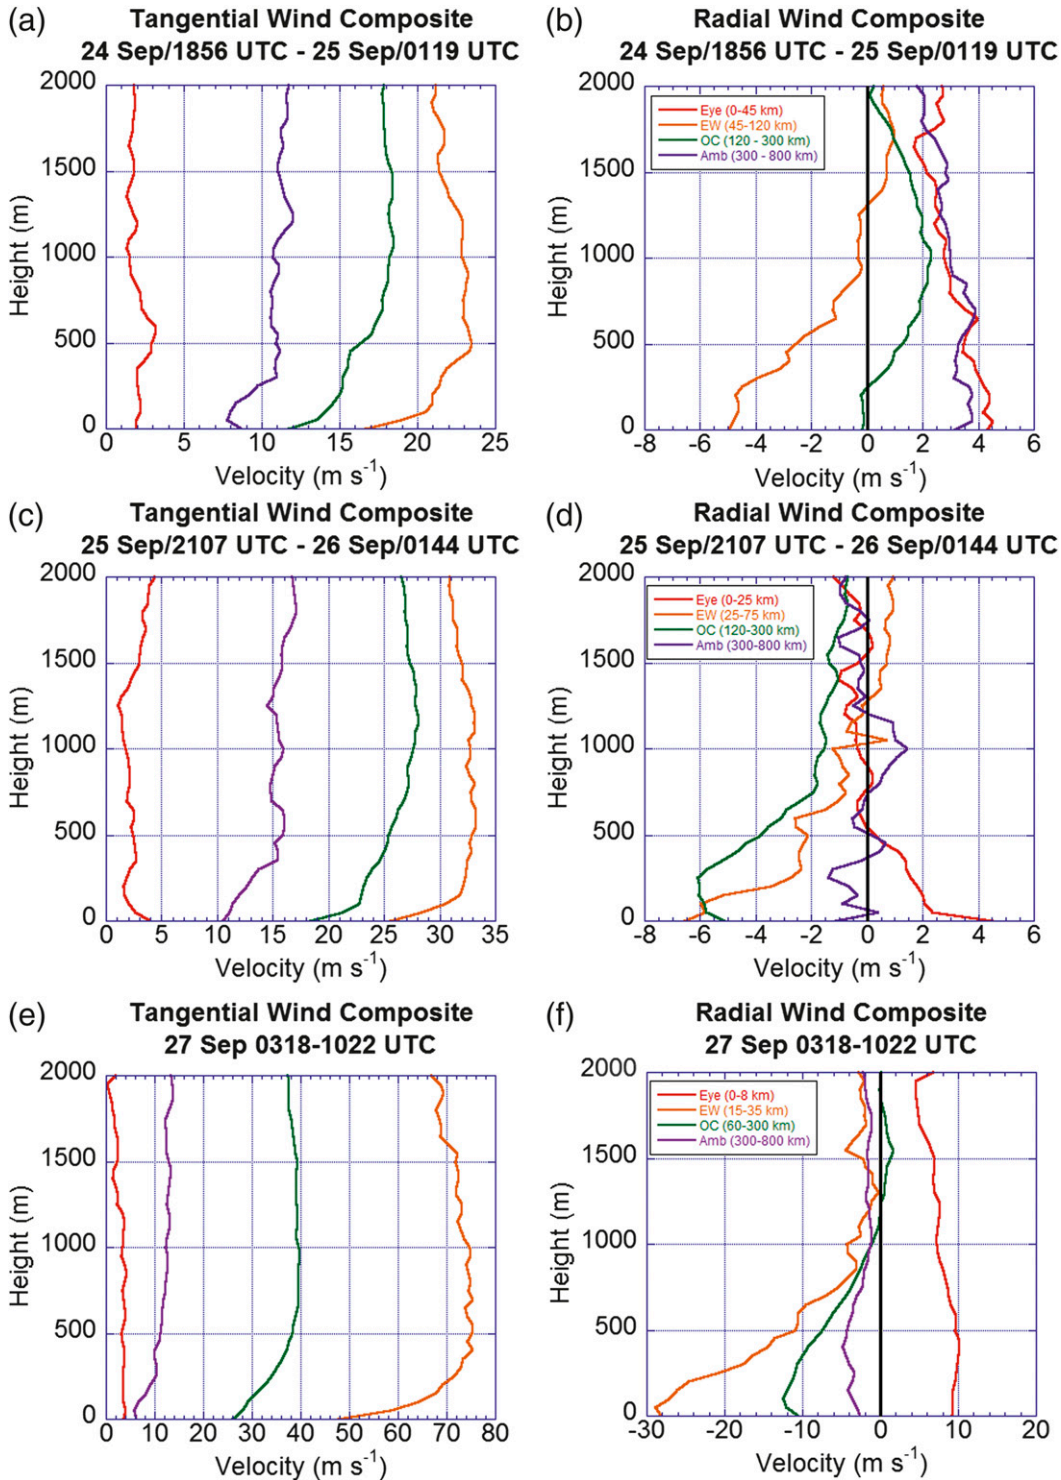 (a)
Tangential Wind Composite
24 Sep/1856 UTC - 25 Sep/0119 UTC
2000
1500
1000
500
0
Height (m)
0 5 10 15 20 25
Velocity (m s-1)
(b)
Radial Wind Composite
24 Sep/1856 UTC - 25 Sep/0119 UTC
Eye (0-45 km)
EW (45-120 km)
OC (120 - 300 km)
Amb (300 - 800 km)
2000
1500
1000
500
0
Height (m)
-8 -6 -4 -2 0 2 4 6
Velocity (m s-1)
(c)
Tangential Wind Composite
25 Sep/2107 UTC - 26 Sep/0144 UTC
2000
1500
1000
500
0
Height (m)
0 5 10 15 20 25 30 35
Velocity (m s-1)
(d)
Radial Wind Composite
25 Sep/2107 UTC - 26 Sep/0144 UTC
Eye (0-25 km)
EW (25-75 km)
OC (120-300 km)
Amb (300-800 km)
2000
1500
1000
500
0
Height (m)
-8 -6 -4 -2 0 2 4 6
Velocity (m s-1)
(e)
Tangential Wind Composite
27 Sep 0318-1022 UTC
2000
1500
1000
500
0
Height (m)
0 10 20 30 40 50 60 70 80
Velocity (m s-1)
(f)
Radial Wind Composite
27 Sep 0318-1022 UTC
Eye (0-8 km)
EW (15-35 km)
OC (60-300 km)
Amb (300-800 km)
2000
1500
1000
500
0
Height (m)
-30 -20 -10 0 10 20
Velocity (m s-1)